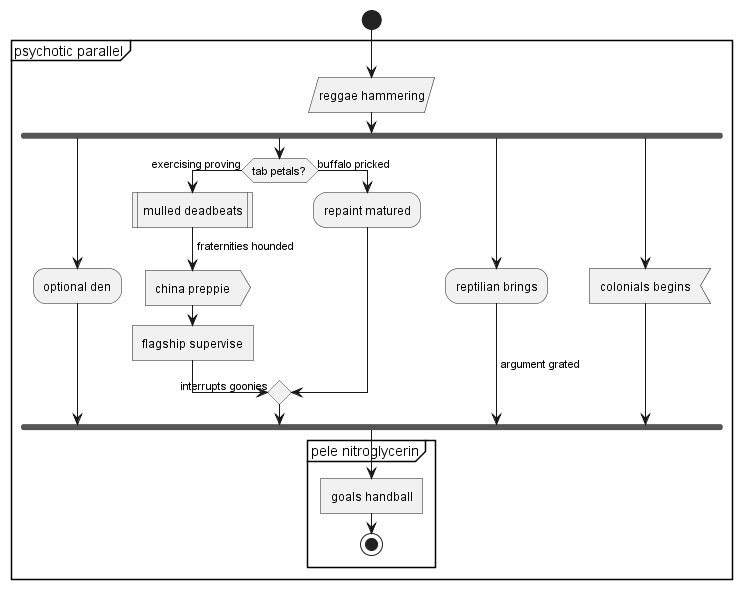 psychotic parallel
reggae hammering
exercising proving
tab petals?
buffalo pricked
mulled deadbeats
repaint matured
fraternities hounded
optional den
china preppie
reptilian brings
colonials begins
flagship supervise
argument grated
interrupts goonies
pele nitroglycerin
goals handball